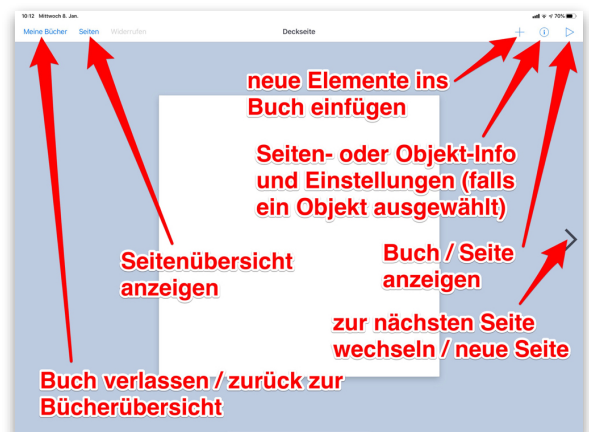 10:12 Mittwoch 8. Jan.
70%
Meine Bücher Seiten Widerrufen Deckseite
neue Elemente ins
Buch einfügen
Seiten- oder Objekt-Info
und Einstellungen (falls
ein Objekt ausgewählt)
Seitenübersicht
anzeigen
Buch / Seite
anzeigen
zur nächsten Seite
wechseln / neue Seite
Buch verlassen / zurück zur
Bücherübersicht